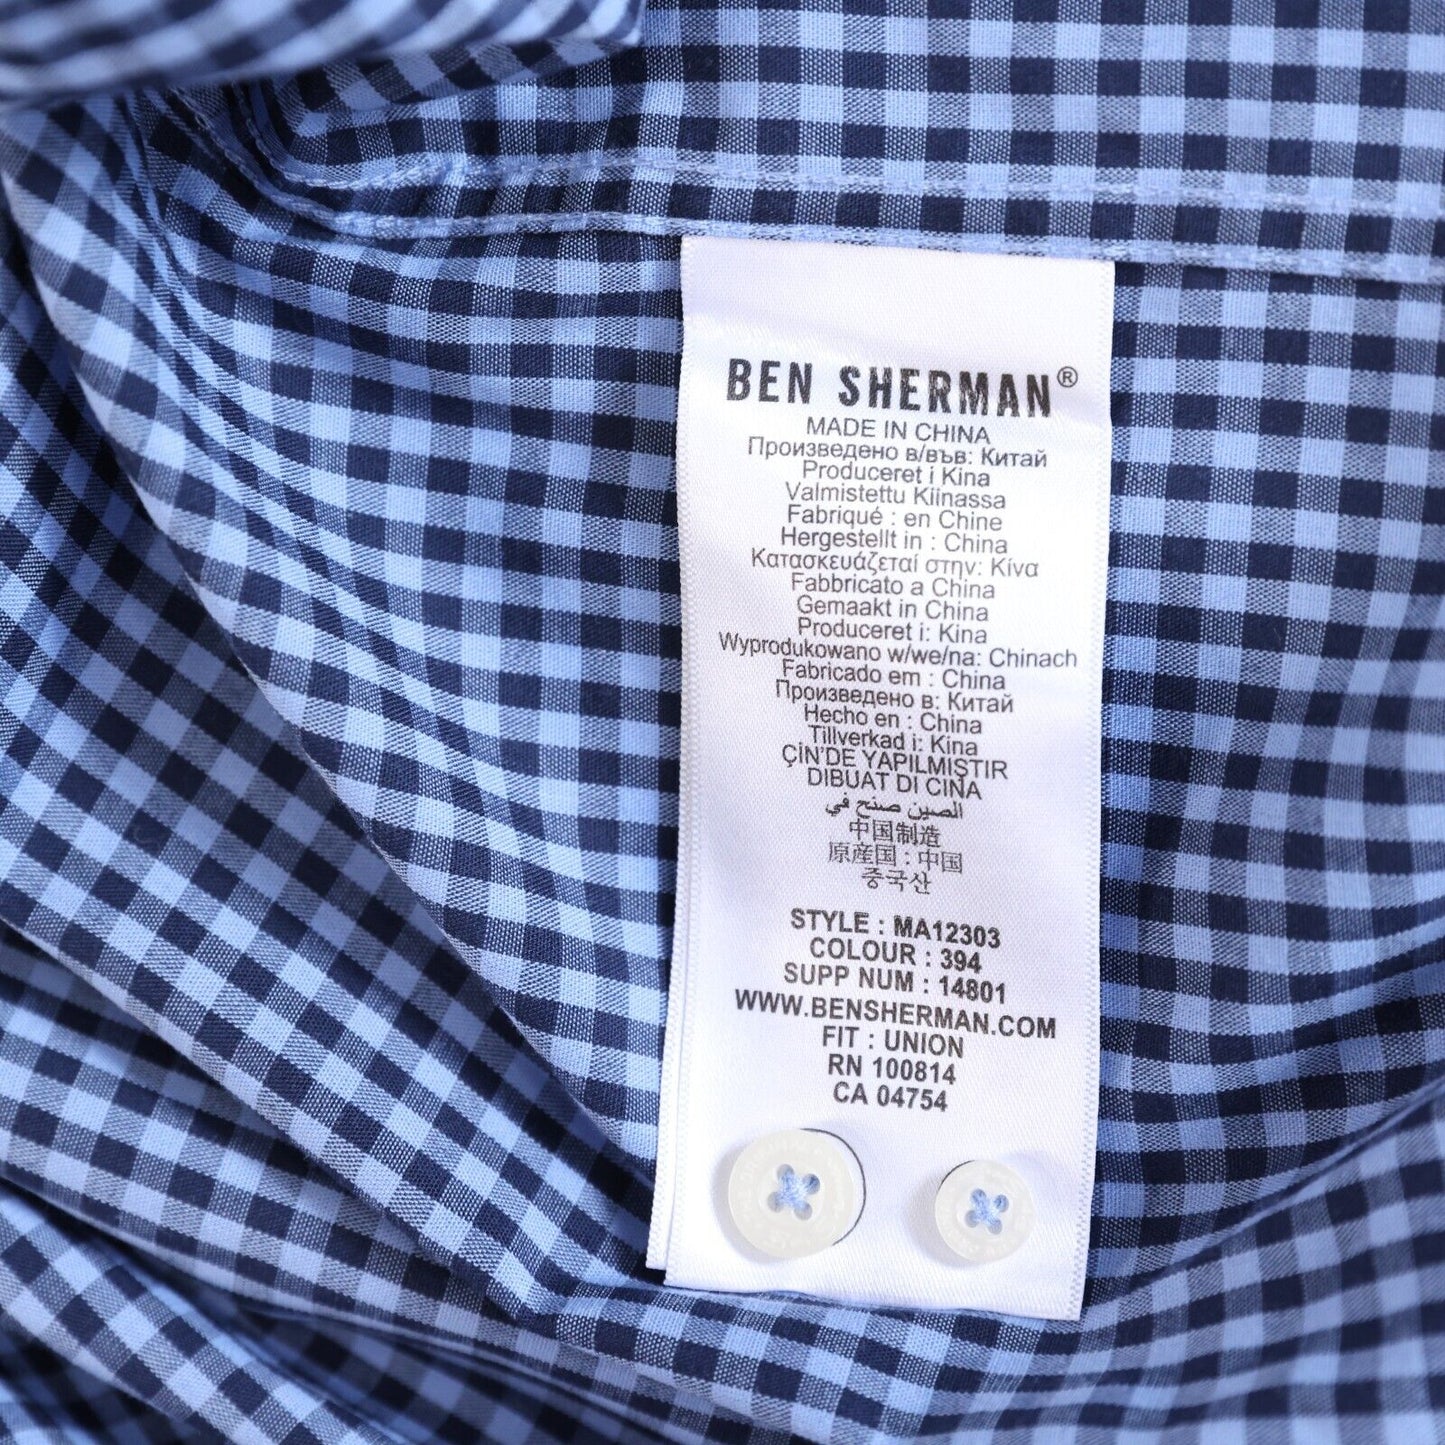 BEN SHERMAN®
MADE IN CHINA
Произведено в/във: Китай
Produceret i Kina
Valmistettu Kiinassa
Fabriqué : en Chine
Hergestellt in : China
Κατασκευάζεταί στην: Κίνα
Fabbricato a China
Gemaakt in China
Produceret i: Kina
Wyprodukowano w/we/na: Chinach
Fabricado em : China
Произведено в: Китай
Hecho en : China
Tillverkad i: Kina
ÇİN'DE YAPILMIŞTIR
DIBUAT DI CINA
الصين صنع في
中国制造
原産国 : 中国
중국산
STYLE : MA12303
COLOUR : 394
SUPP NUM : 14801
WWW.BENSHERMAN.COM
FIT : UNION
RN 100814
CA 04754